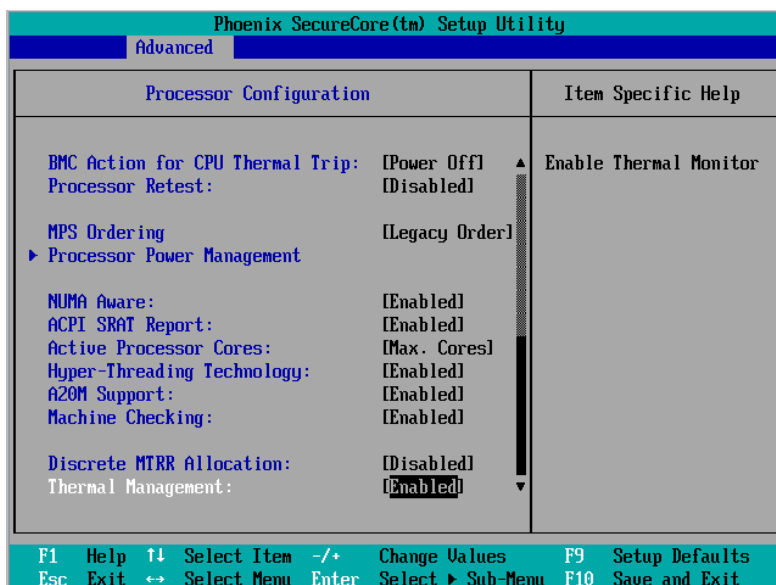 Phoenix SecureCore(tm) Setup Utility
Advanced
Processor Configuration
Item Specific Help
BMC Action for CPU Thermal Trip: [Power Off]
Enable Thermal Monitor
Processor Retest: [Disabled]
MPS Ordering [Legacy Order]
Processor Power Management
NUMA Aware: [Enabled]
ACPI SRAT Report: [Enabled]
Active Processor Cores: [Max. Cores]
Hyper-Threading Technology: [Enabled]
A20M Support: [Enabled]
Machine Checking: [Enabled]
Discrete MTRR Allocation: [Disabled]
Thermal Management: [Enabled]
F1 Help ↑↓ Select Item -/+ Change Values F9 Setup Defaults
Esc Exit ↔ Select Menu Enter Select ▶ Sub-Menu F10 Save and Exit